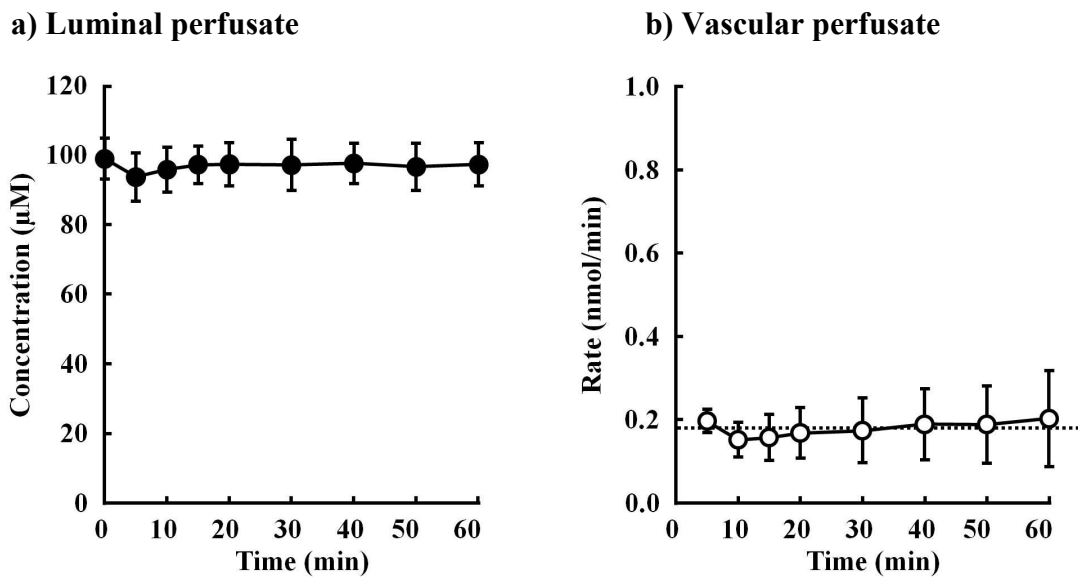 a) Luminal perfusate
120
100
80
60
40
20
0
Concentration (µM)
0 10 20 30 40 50 60
Time (min)
b) Vascular perfusate
1.0
0.8
0.6
0.4
0.2
0.0
Rate (nmol/min)
0 10 20 30 40 50 60
Time (min)